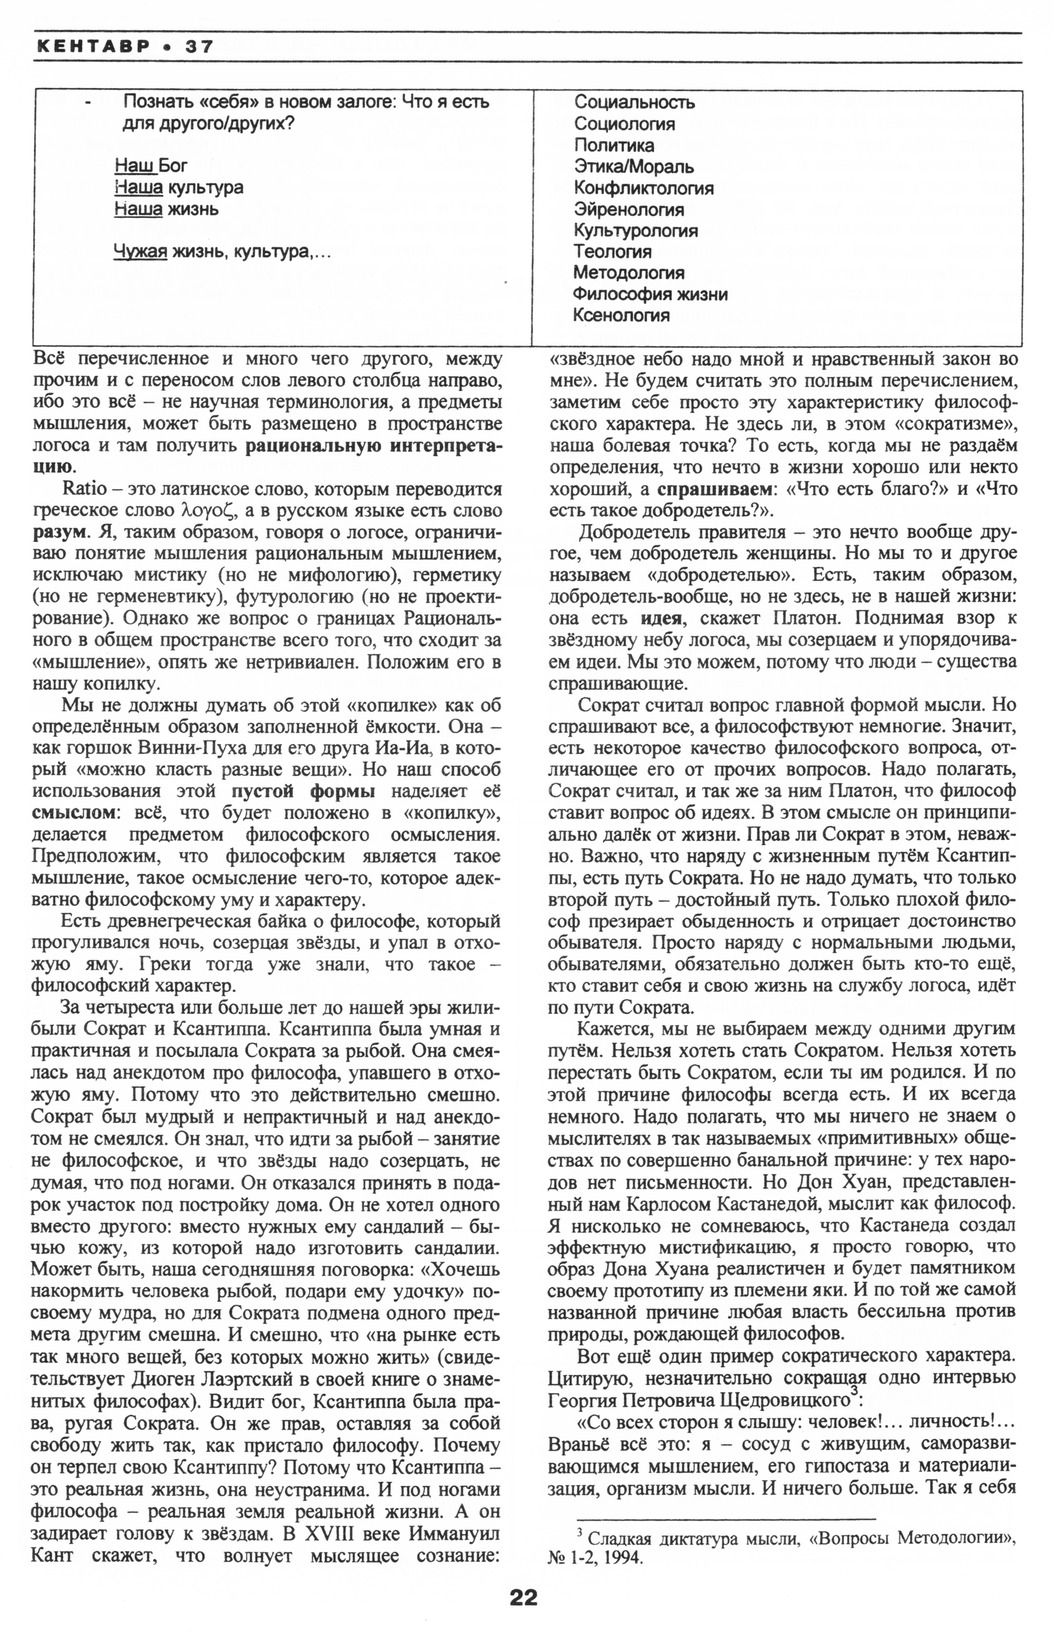 КЕНТАВР • 37
- Познать «себя» в новом залоге: Что я есть
для другого/других?
Наш Бог
Наша культура
Наша жизнь
Чужая жизнь, культура,...
Социальность
Социология
Политика
Этика/Мораль
Конфликтология
Эйренология
Культурология
Теология
Методология
Философия жизни
Ксенология
Всё перечисленное и много чего другого, между
прочим и с переносом слов левого столбца направо,
ибо это всё – не научная терминология, а предметы
мышления, может быть размещено в пространстве
логоса и там получить рациональную интерпрета-
цию.
Ratio – это латинское слово, которым переводится
греческое слово λογοζ, а в русском языке есть слово
разум. Я, таким образом, говоря о логосе, ограничи-
ваю понятие мышления рациональным мышлением,
исключаю мистику (но не мифологию), герметику
(но не герменевтику), футурологию (но не проекти-
рование). Однако же вопрос о границах Рациональ-
ного в общем пространстве всего того, что сходит за
«мышление», опять же нетривиален. Положим его в
нашу копилку.
Мы не должны думать об этой «копилке» как об
определённым образом заполненной ёмкости. Она –
как горшок Винни-Пуха для его друга Иа-Иа, в кото-
рый «можно класть разные вещи». Но наш способ
использования этой пустой формы наделяет её
смыслом: всё, что будет положено в «копилку»,
делается предметом философского осмысления.
Предположим, что философским является такое
мышление, такое осмысление чего-то, которое адек-
ватно философскому уму и характеру.
Есть древнегреческая байка о философе, который
прогуливался ночь, созерцая звёзды, и упал в отхо-
жую яму. Греки тогда уже знали, что такое –
философский характер.
За четыреста или больше лет до нашей эры жили-
были Сократ и Ксантиппа. Ксантиппа была умная и
практичная и посылала Сократа за рыбой. Она смея-
лась над анекдотом про философа, упавшего в отхо-
жую яму. Потому что это действительно смешно.
Сократ был мудрый и непрактичный и над анекдо-
том не смеялся. Он знал, что идти за рыбой – занятие
не философское, и что звёзды надо созерцать, не
думая, что под ногами. Он отказался принять в пода-
рок участок под постройку дома. Он не хотел одного
вместо другого: вместо нужных ему сандалий – бы-
чью кожу, из которой надо изготовить сандалии.
Может быть, наша сегодняшняя поговорка: «Хочешь
накормить человека рыбой, подари ему удочку» по-
своему мудра, но для Сократа подмена одного пред-
мета другим смешна. И смешно, что «на рынке есть
так много вещей, без которых можно жить» (свиде-
тельствует Диоген Лаэртский в своей книге о знаме-
нитых философах). Видит бог, Ксантиппа была пра-
ва, ругая Сократа. Он же прав, оставляя за собой
свободу жить так, как пристало философу. Почему
он терпел свою Ксантиппу? Потому что Ксантиппа –
это реальная жизнь, она неустранима. И под ногами
философа – реальная земля реальной жизни. А он
задирает голову к звёздам. В XVIII веке Иммануил
Кант скажет, что волнует мыслящее сознание:
«звёздное небо надо мной и нравственный закон во
мне». Не будем считать это полным перечислением,
заметим себе просто эту характеристику философ-
ского характера. Не здесь ли, в этом «сократизме»,
наша болевая точка? То есть, когда мы не раздаём
определения, что нечто в жизни хорошо или некто
хороший, а спрашиваем: «Что есть благо?» и «Что
есть такое добродетель?».
Добродетель правителя – это нечто вообще дру-
гое, чем добродетель женщины. Но мы то и другое
называем «добродетелью». Есть, таким образом,
добродетель-вообще, но не здесь, не в нашей жизни:
она есть идея, скажет Платон. Поднимая взор к
звёздному небу логоса, мы созерцаем и упорядочива-
ем идеи. Мы это можем, потому что люди – существа
спрашивающие.
Сократ считал вопрос главной формой мысли. Но
спрашивают все, а философствуют немногие. Значит,
есть некоторое качество философского вопроса, от-
личающее его от прочих вопросов. Надо полагать,
Сократ считал, и так же за ним Платон, что философ
ставит вопрос об идеях. В этом смысле он принципи-
ально далёк от жизни. Прав ли Сократ в этом, неваж-
но. Важно, что наряду с жизненным путём Ксантип-
пы, есть путь Сократа. Но не надо думать, что только
второй путь – достойный путь. Только плохой фило-
соф презирает обыденность и отрицает достоинство
обывателя. Просто наряду с нормальными людьми,
обывателями, обязательно должен быть кто-то ещё,
кто ставит себя и свою жизнь на службу логоса, идёт
по пути Сократа.
Кажется, мы не выбираем между одними другим
путём. Нельзя хотеть стать Сократом. Нельзя хотеть
перестать быть Сократом, если ты им родился. И по
этой причине философы всегда есть. И их всегда
немного. Надо полагать, что мы ничего не знаем о
мыслителях в так называемых «примитивных» обще-
ствах по совершенно банальной причине: у тех наро-
дов нет письменности. Но Дон Хуан, представлен-
ный нам Карлосом Кастанедой, мыслит как философ.
Я нисколько не сомневаюсь, что Кастанеда создал
эффектную мистификацию, я просто говорю, что
образ Дона Хуана реалистичен и будет памятником
своему прототипу из племени яки. И по той же самой
названной причине любая власть бессильна против
природы, рождающей философов.
Вот ещё один пример сократического характера.
Цитирую, незначительно сокращая одно интервью
Георгия Петровича Щедровицкого³:
«Со всех сторон я слышу: человек!... личность!...
Враньё всё это: я – сосуд с живущим, саморазви-
вающимся мышлением, его гипостаза и материали-
зация, организм мысли. И ничего больше. Так я себя
³ Сладкая диктатура мысли, «Вопросы Методологии»,
№ 1-2, 1994.
22